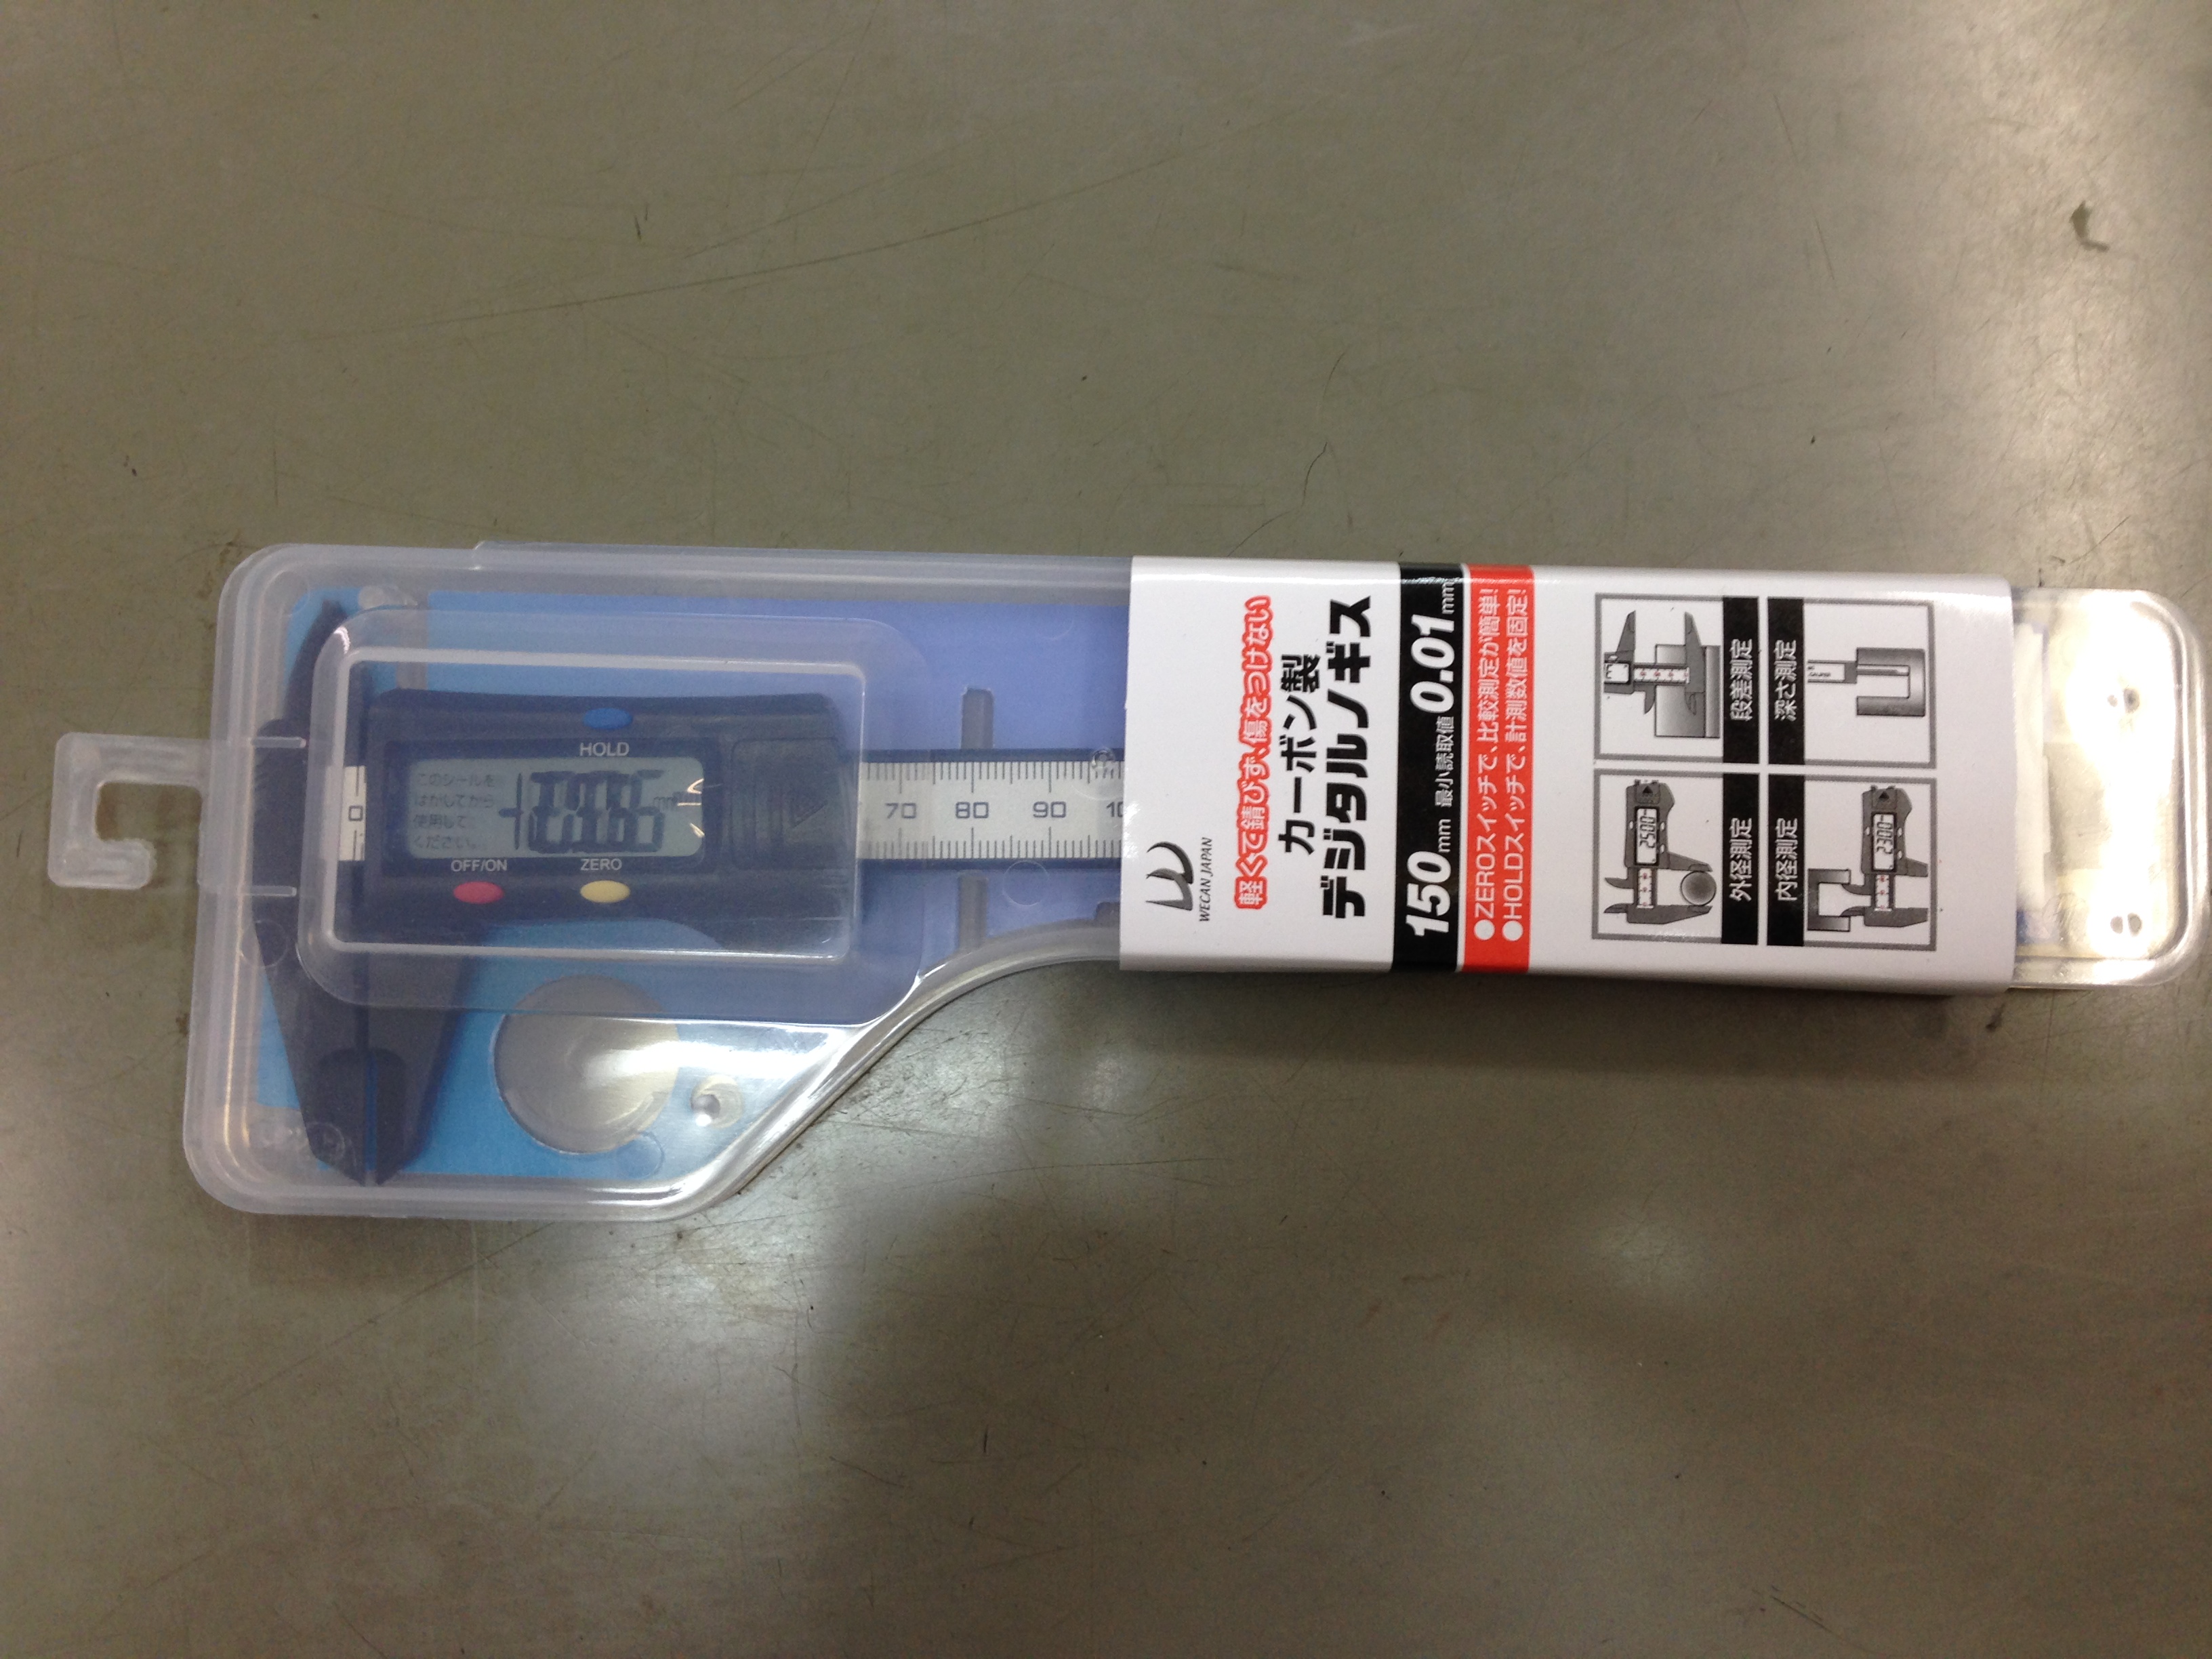 HOLD
このシールを
はがしてから
使用して
ください。
mm
OFF/ON
ZERO
0
70
80
90
10
WECAN JAPAN
軽くて錆びず、傷をつけない
カーボン製
デジタルノギス
150mm 最小読取値 0.01mm
●ZEROスイッチで、比較測定が簡単!
●HOLDスイッチで、計測数値を固定!
外径測定
段差測定
内径測定
深さ測定